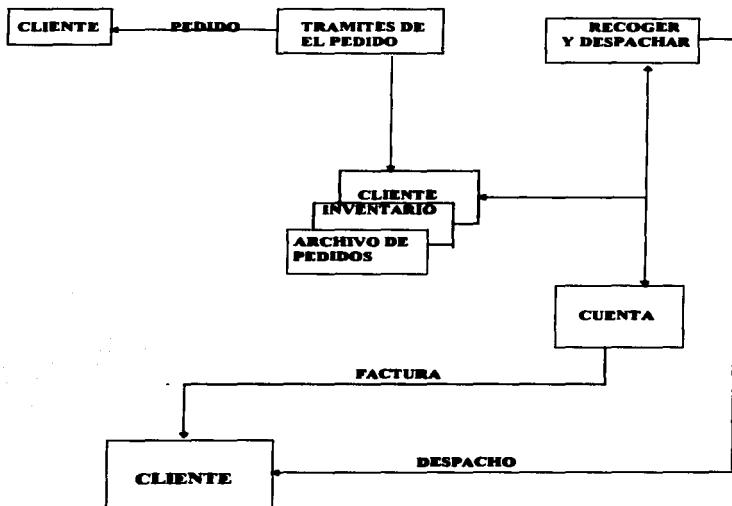 CLIENTE
PEDIDO
TRAMITES DE
EL PEDIDO
RECOGER
Y DESPACHAR
CLIENTE
INVENTARIO
ARCHIVO DE
PEDIDOS
CUENTA
FACTURA
CLIENTE
DESPACHO